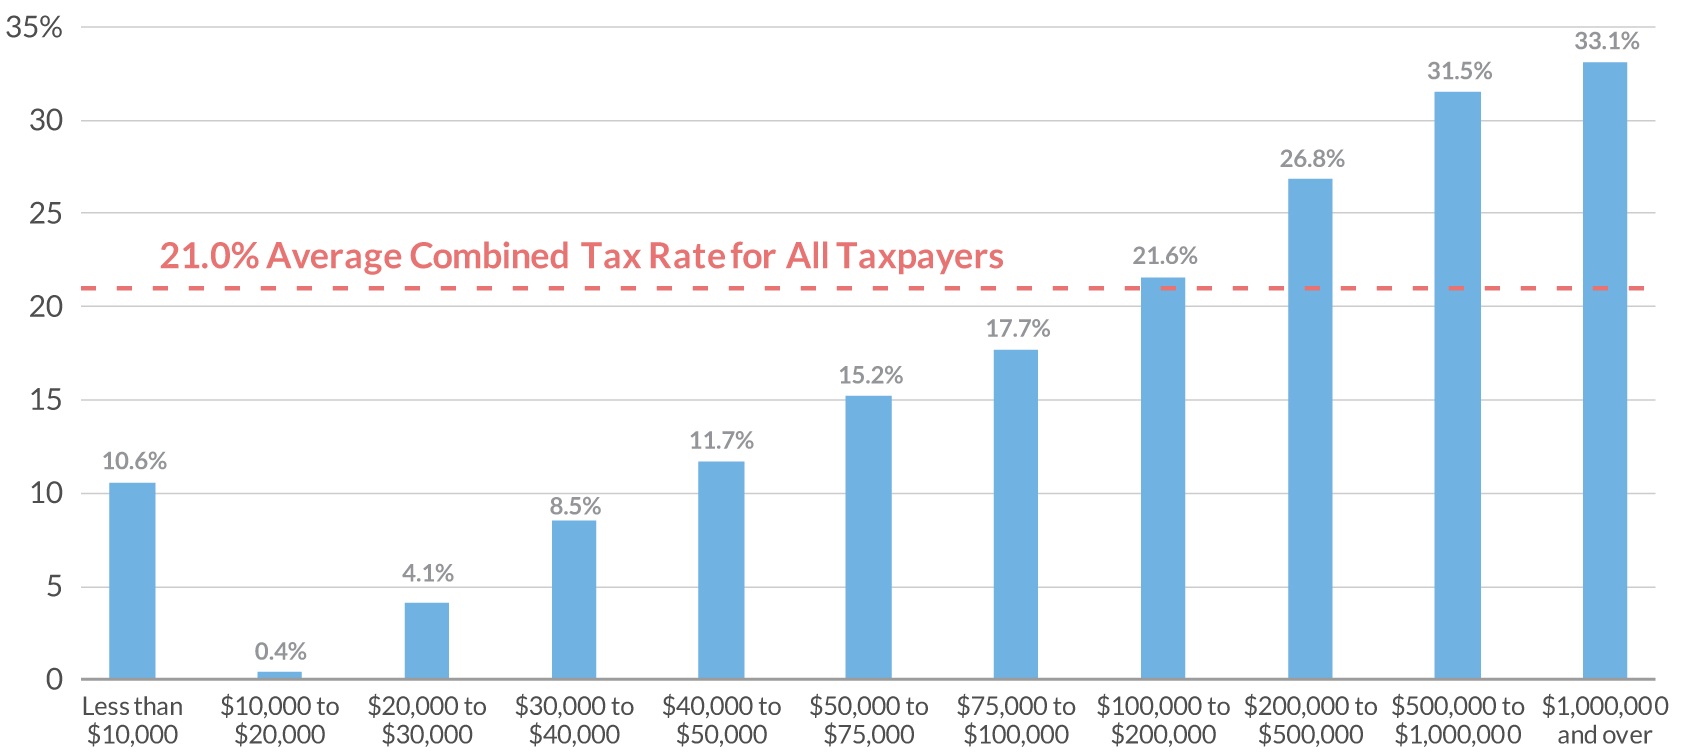 35%
30
25
20
15
10
5
0
21.0% Average Combined Tax Rate for All Taxpayers
10.6%
0.4%
4.1%
8.5%
11.7%
15.2%
17.7%
21.6%
26.8%
31.5%
33.1%
Less than
$10,000
$10,000 to
$20,000
$20,000 to
$30,000
$30,000 to
$40,000
$40,000 to
$50,000
$50,000 to
$75,000
$75,000 to
$100,000
$100,000 to
$200,000
$200,000 to
$500,000
$500,000 to
$1,000,000
$1,000,000
and over